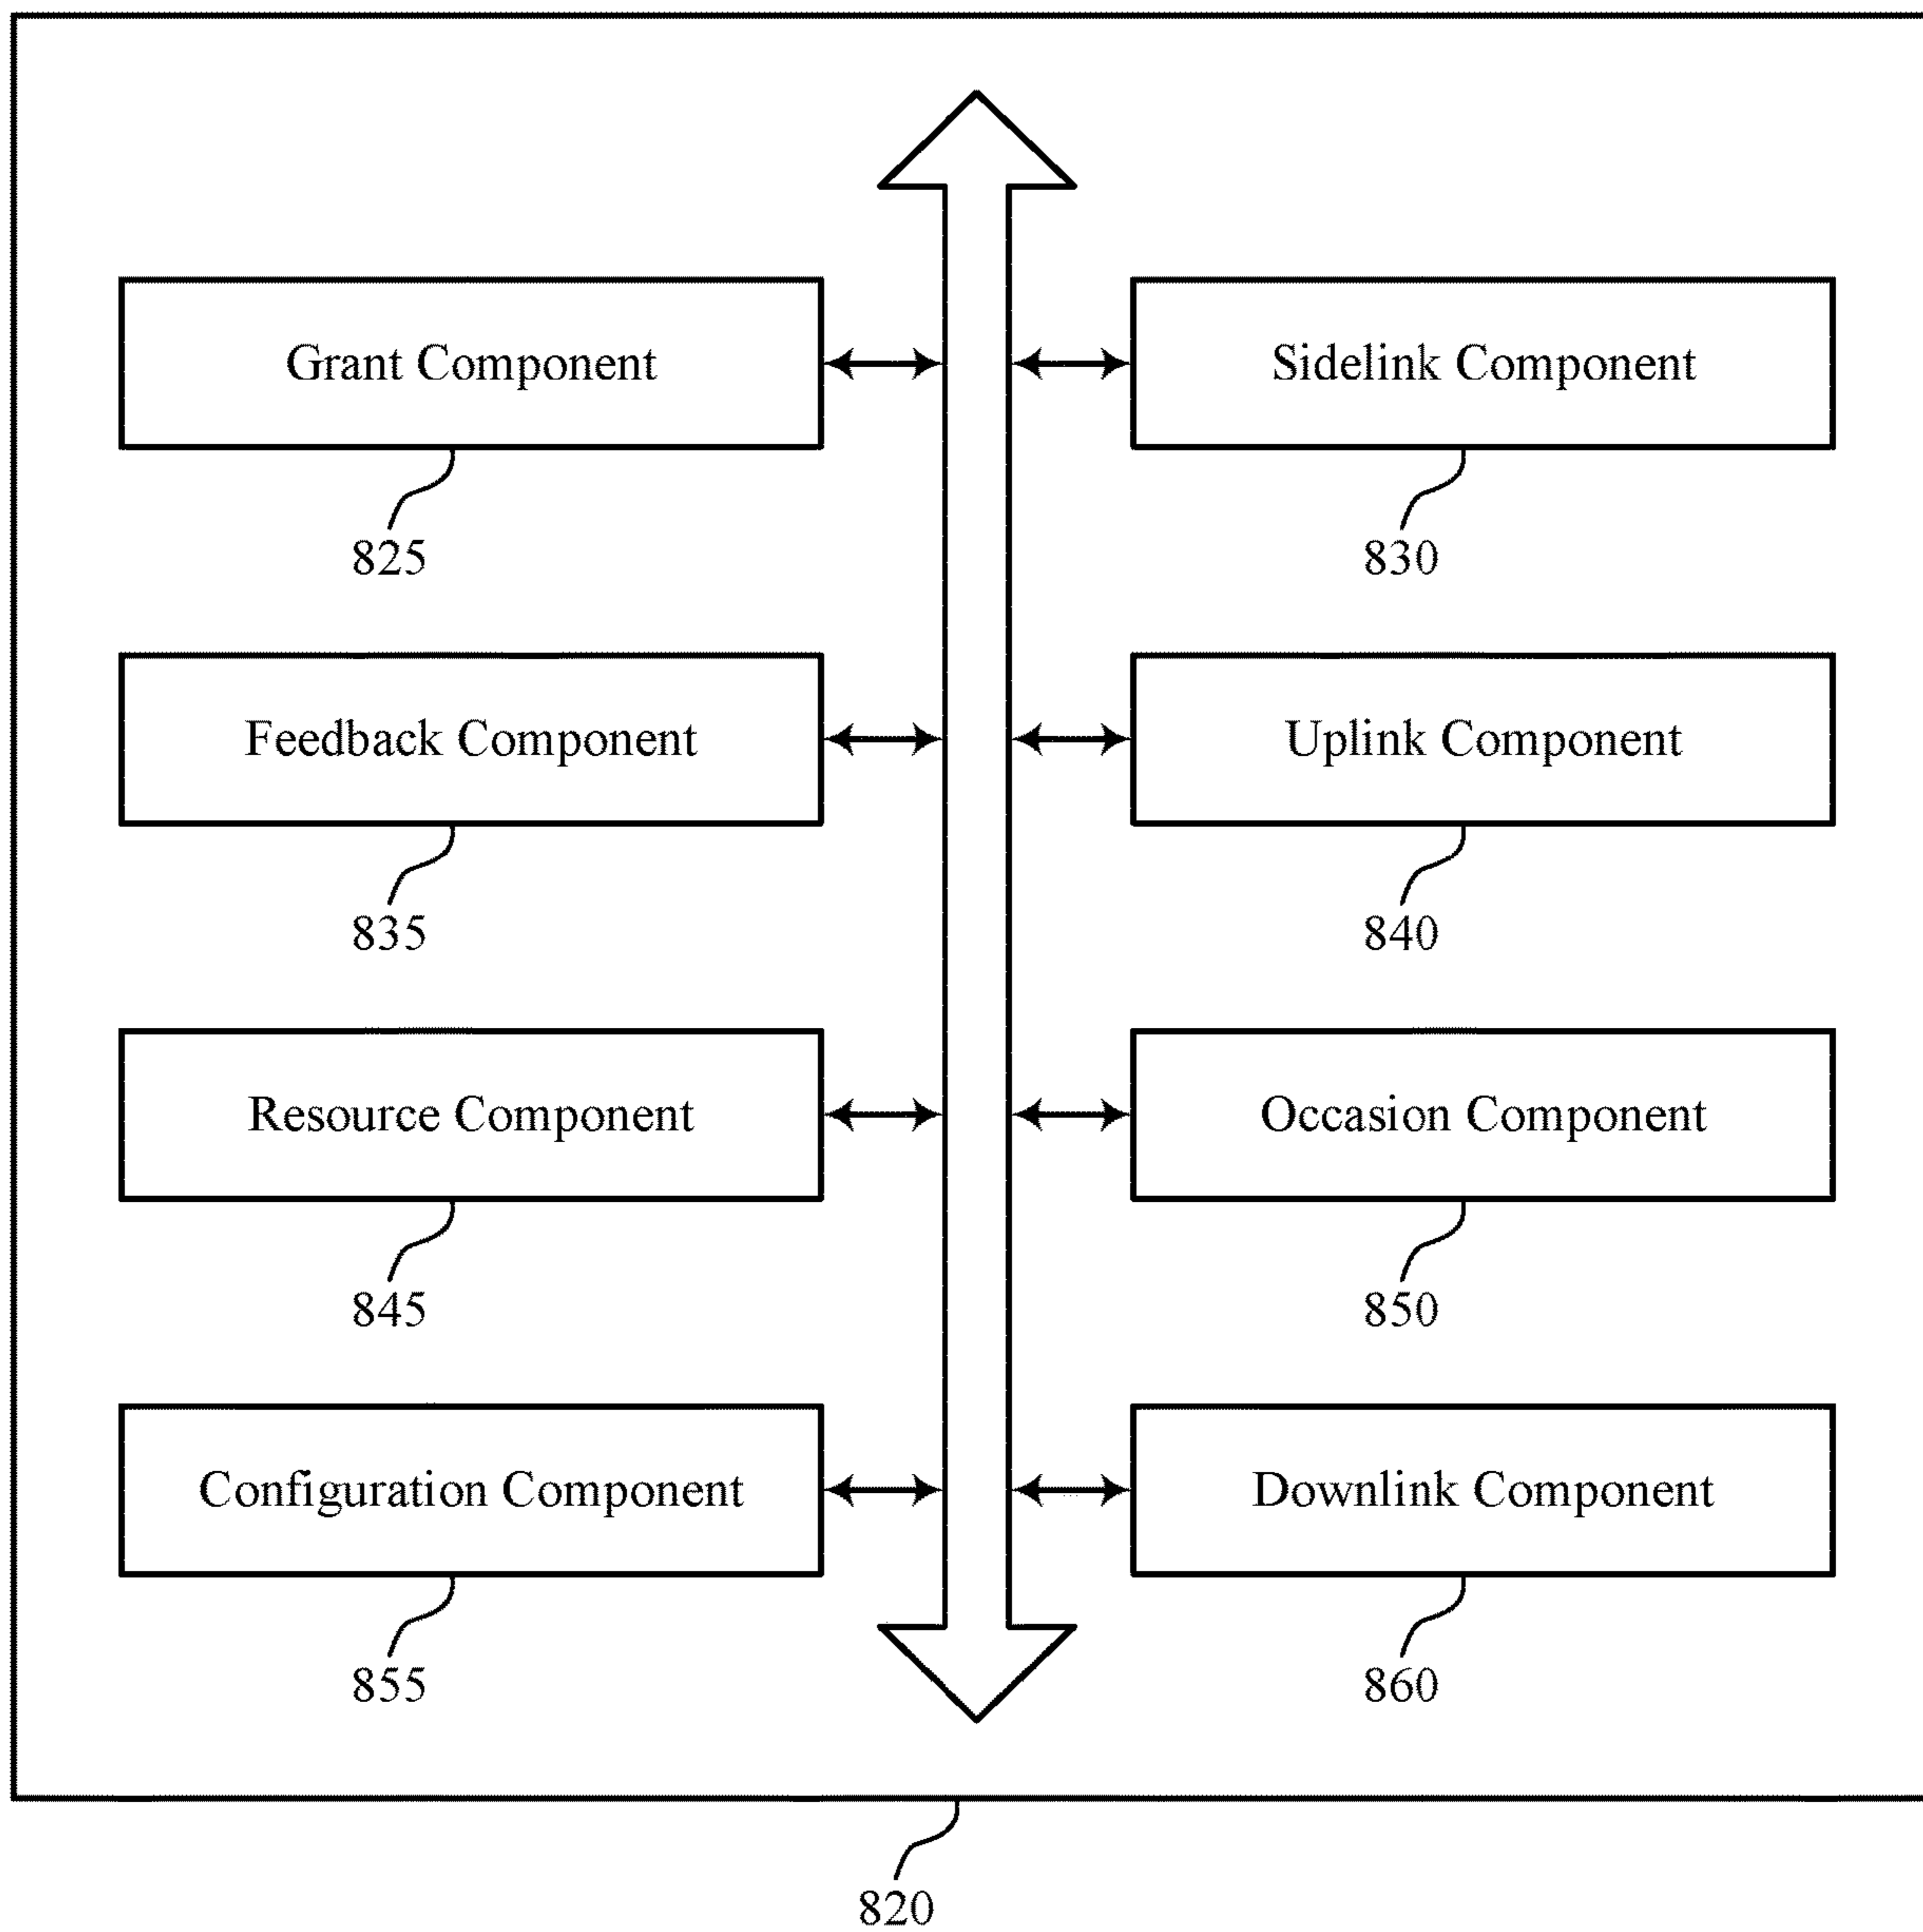 Grant Component
Sidelink Component
825
830
Feedback Component
Uplink Component
835
840
Resource Component
Occasion Component
845
850
Configuration Component
Downlink Component
855
860
820